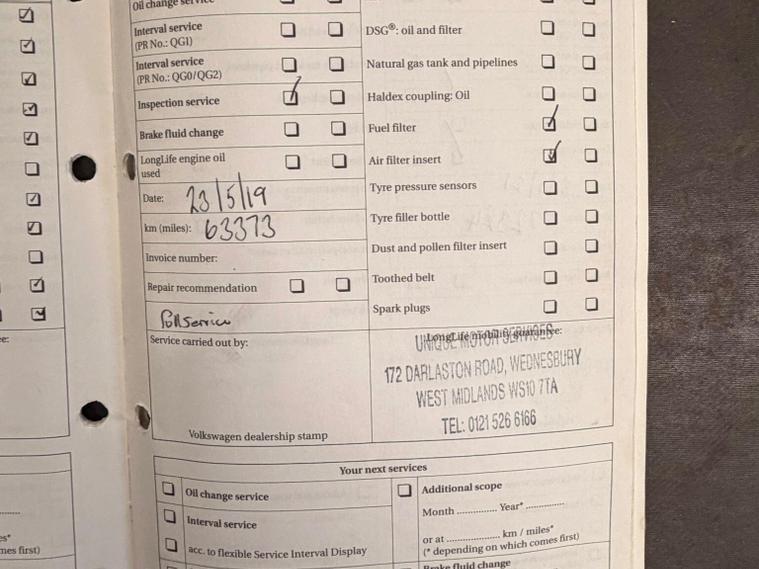 Oil change service
Interval service
(PR No.: QG1)
Interval service
(PR No.: QG0/QG2)
Inspection service
Brake fluid change
LongLife engine oil
used
Date: 23/5/19
km (miles): 63373
Invoice number:
Repair recommendation
Full Service
Service carried out by:
Volkswagen dealership stamp
DSG®: oil and filter
Natural gas tank and pipelines
Haldex coupling: Oil
Fuel filter
Air filter insert
Tyre pressure sensors
Tyre filler bottle
Dust and pollen filter insert
Toothed belt
Spark plugs
LongLife mobility guarantee:
UNIQUE MOTOR SERVICES
172 DARLASTON ROAD, WEDNESBURY
WEST MIDLANDS WS10 7TA
TEL: 0121 526 6166
Your next services
Oil change service
Interval service
acc. to flexible Service Interval Display
Additional scope
Month .............. Year* ..............
or at .................... km / miles*
(* depending on which comes first)
Brake fluid change
e:
es*
mes first)